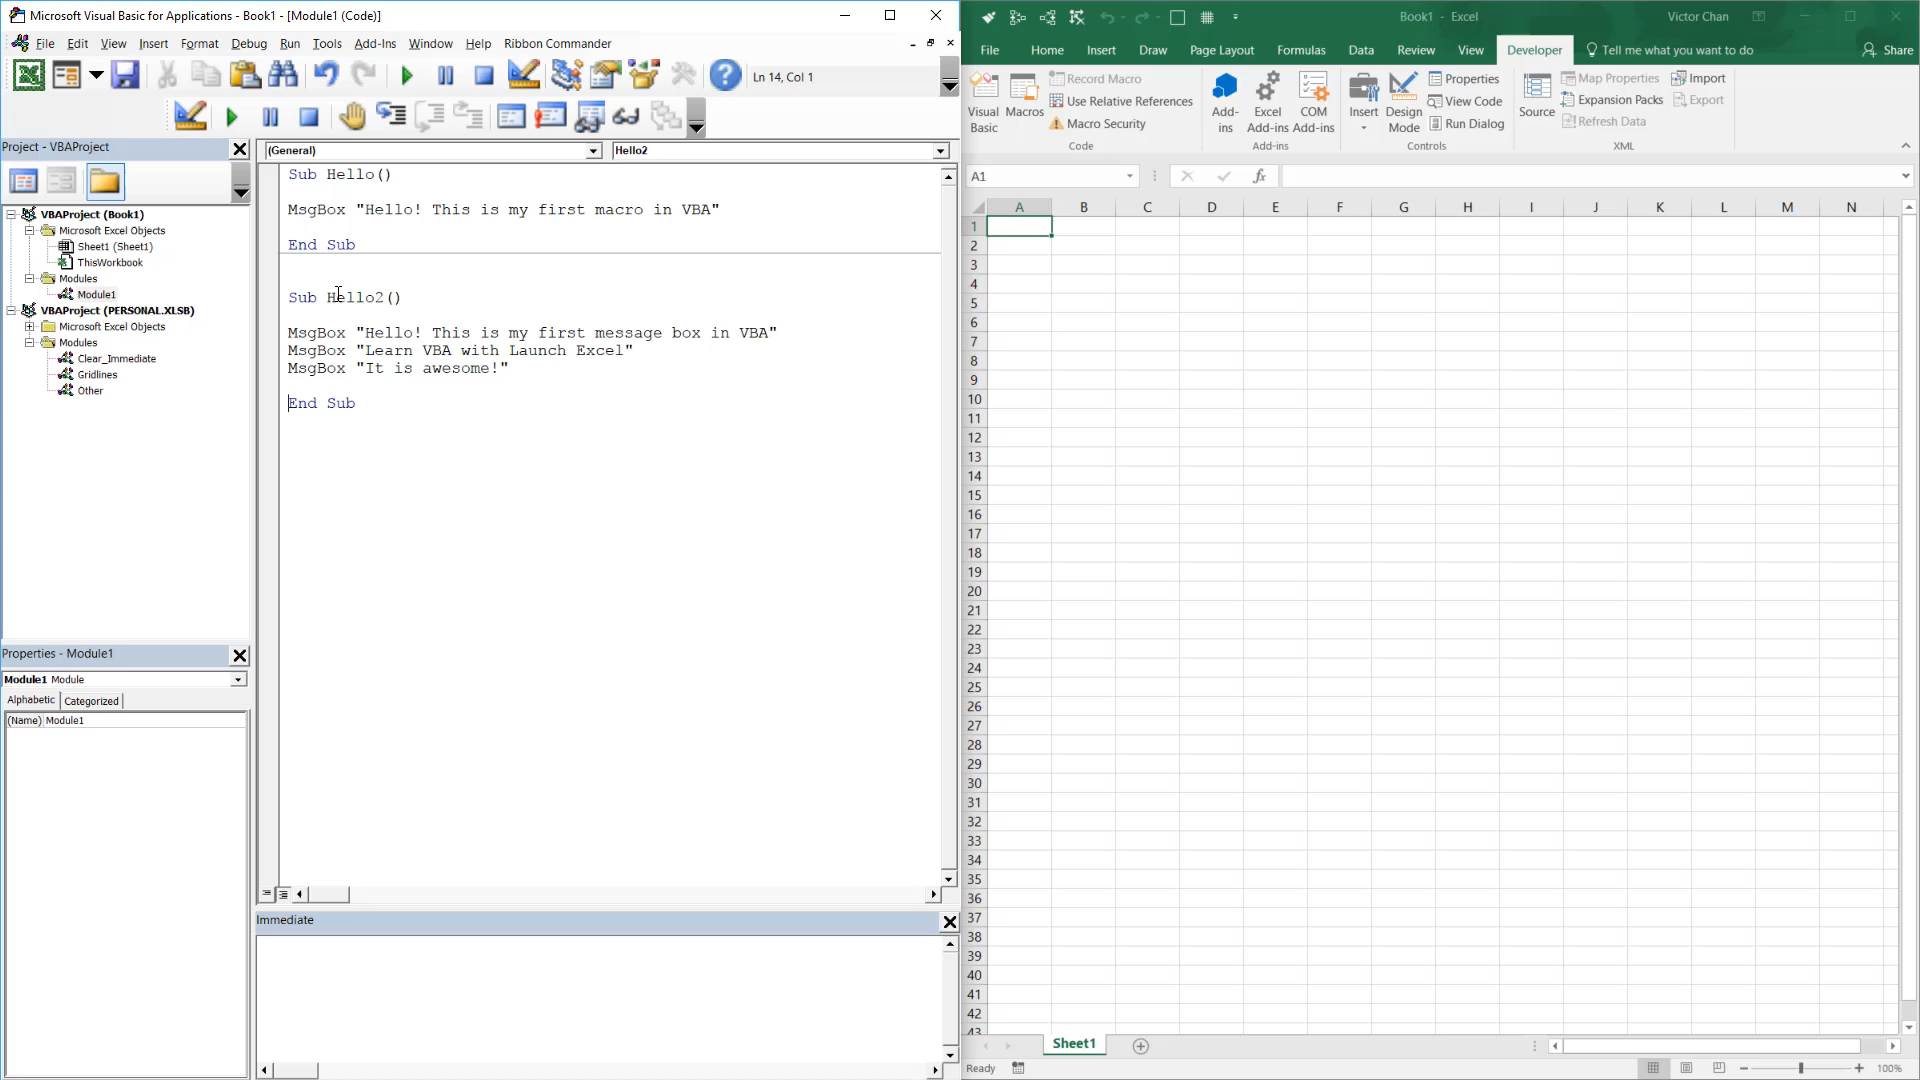 Microsoft Visual Basic for Applications - Book1 - [Module1 (Code)]
File Edit View Insert Format Debug Run Tools Add-Ins Window Help Ribbon Commander
Ln 14, Col 1
Project - VBAProject
VBAProject (Book1)
Microsoft Excel Objects
Sheet1 (Sheet1)
ThisWorkbook
Modules
Module1
VBAProject (PERSONAL.XLSB)
Microsoft Excel Objects
Modules
Clear_Immediate
Gridlines
Other
Properties - Module1
Module1 Module
Alphabetic Categorized
(Name) Module1
(General) Hello2
Sub Hello()
MsgBox "Hello! This is my first macro in VBA"
End Sub
Sub Hello2()
MsgBox "Hello! This is my first message box in VBA"
MsgBox "Learn VBA with Launch Excel"
MsgBox "It is awesome!"
End Sub
Immediate
Book1 - Excel Victor Chan
File Home Insert Draw Page Layout Formulas Data Review View Developer Tell me what you want to do Share
Visual Basic
Macros
Record Macro
Use Relative References
Macro Security
Code
Add-ins
Excel Add-ins
COM Add-ins
Add-ins
Insert
Design Mode
Properties
View Code
Run Dialog
Controls
Source
Map Properties
Expansion Packs
Refresh Data
Import
Export
XML
A1 fx
A B C D E F G H I J K L M N
1
2
3
4
5
6
7
8
9
10
11
12
13
14
15
16
17
18
19
20
21
22
23
24
25
26
27
28
29
30
31
32
33
34
35
36
37
38
39
40
41
42
43
Sheet1
Ready 100%